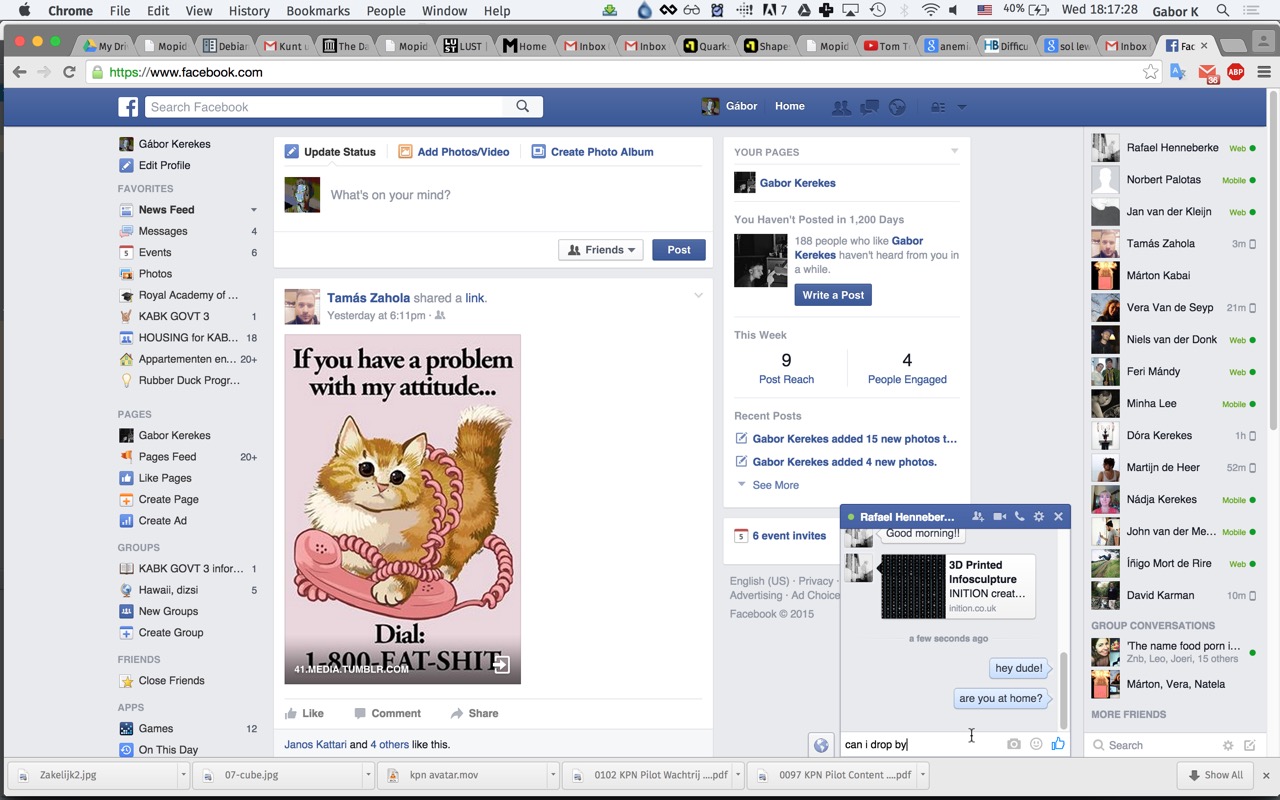 Chrome File Edit View History Bookmarks People Window Help
7 40% Wed 18:17:28 Gabor K
My Dri Mopid Debian Kunt u The Da Mopid LUST Home Inbox Inbox Quark Shape Mopid Tom T anemi Difficu sol lew Inbox Fac
https://www.facebook.com
36 ABP
Search Facebook
Gábor Home
Gábor Kerekes
Edit Profile
FAVORITES
News Feed
Messages 4
Events 6
Photos
Royal Academy of ...
KABK GOVT 3 1
HOUSING for KAB... 18
Appartementen en... 20+
Rubber Duck Progr...
PAGES
Gabor Kerekes
Pages Feed 20+
Like Pages
Create Page
Create Ad
GROUPS
KABK GOVT 3 infor... 1
Hawaii, dizsi 5
New Groups
Create Group
FRIENDS
Close Friends
APPS
Games 12
On This Day
Update Status Add Photos/Video Create Photo Album
What's on your mind?
Friends Post
Tamás Zahola shared a link.
Yesterday at 6:11pm ·
If you have a problem
with my attitude...
Dial:
1-800-EAT-SHIT
41.MEDIA.TUMBLR.COM
Like Comment Share
Janos Kattari and 4 others like this.
YOUR PAGES
Gabor Kerekes
You Haven't Posted in 1,200 Days
188 people who like Gabor
Kerekes haven't heard from you in
a while.
Write a Post
This Week
9 4
Post Reach People Engaged
Recent Posts
Gabor Kerekes added 15 new photos t...
Gabor Kerekes added 4 new photos.
See More
6 event invites
English (US) · Privacy ·
Advertising · Ad Choice
Facebook © 2015
Rafael Henneber...
Good morning!!
3D Printed
Infosculpture
INITION creat...
inition.co.uk
a few seconds ago
hey dude!
are you at home?
can i drop by
Rafael Henneberke Web
Norbert Palotas Mobile
Jan van der Kleijn Web
Tamás Zahola 3m
Márton Kabai
Vera Van de Seyp 21m
Niels van der Donk Web
Feri Mándy Web
Minha Lee Mobile
Dóra Kerekes 1h
Martijn de Heer 52m
Nádja Kerekes Mobile
John van der Me... Mobile
Íñigo Mort de Rire Web
David Karman 10m
GROUP CONVERSATIONS
'The name food porn i...
Znb, Leo, Joeri, 15 others
Márton, Vera, Natela
MORE FRIENDS
Search
Zakelijk2.jpg 07-cube.jpg kpn avatar.mov 0102 KPN Pilot Wachtrij ....pdf 0097 KPN Pilot Content ....pdf Show All